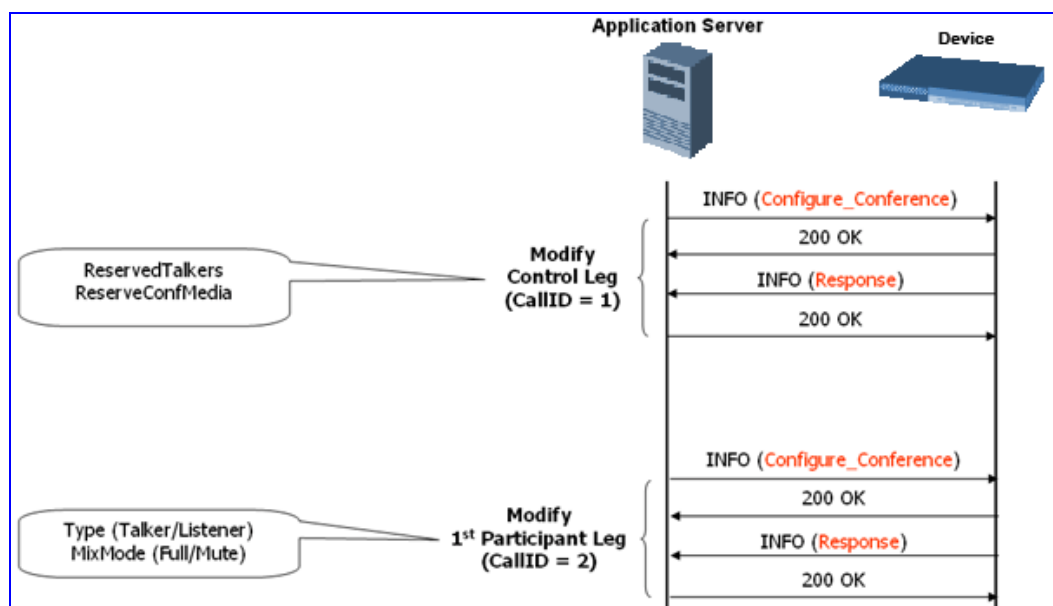 Application Server
Device
INFO (Configure_Conference)
200 OK
INFO (Response)
200 OK
Modify
Control Leg
(CallID = 1)
ReservedTalkers
ReserveConfMedia
INFO (Configure_Conference)
200 OK
INFO (Response)
200 OK
Modify
1st Participant Leg
(CallID = 2)
Type (Talker/Listener)
MixMode (Full/Mute)